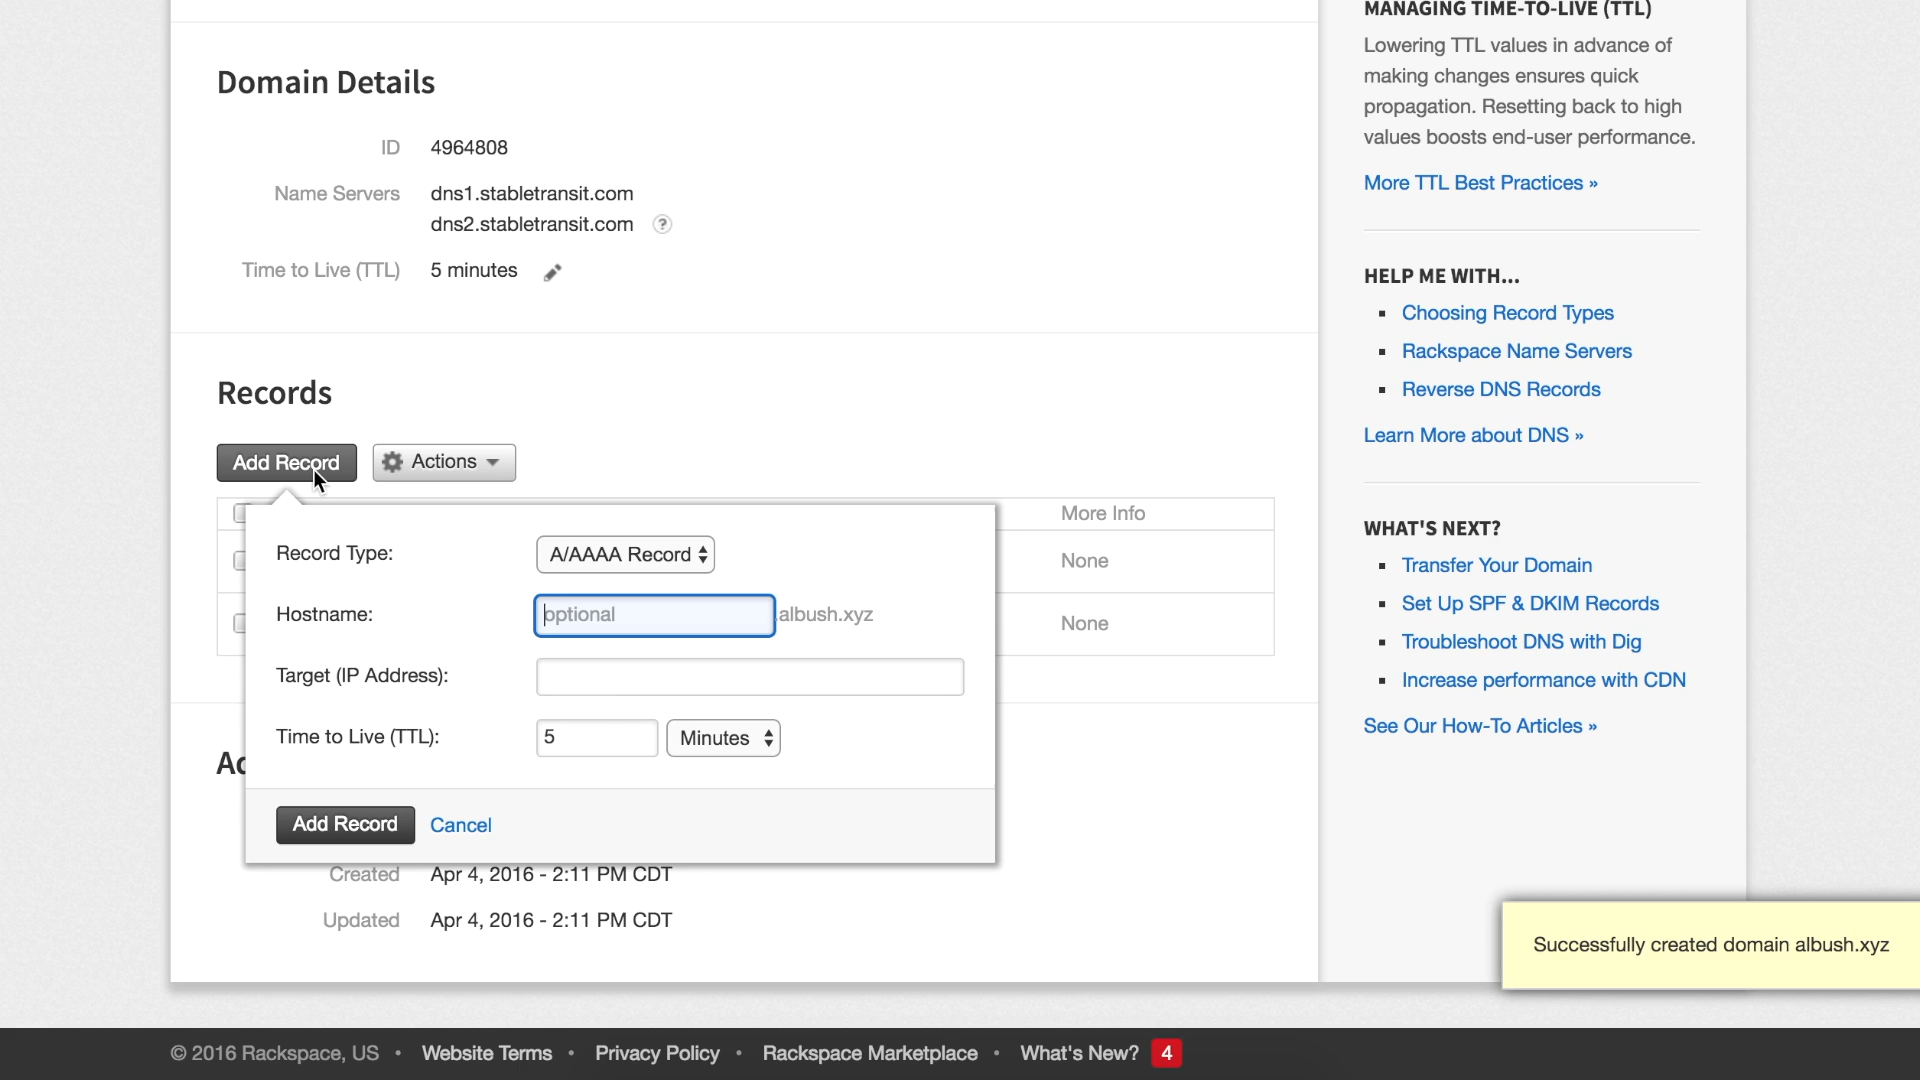 Domain Details
ID 4964808
Name Servers dns1.stabletransit.com
dns2.stabletransit.com ?
Time to Live (TTL) 5 minutes
Records
Add Record Actions
More Info
None
None
Record Type: A/AAAA Record
Hostname: optional .albush.xyz
Target (IP Address):
Time to Live (TTL): 5 Minutes
Add Record Cancel
Created Apr 4, 2016 - 2:11 PM CDT
Updated Apr 4, 2016 - 2:11 PM CDT
MANAGING TIME-TO-LIVE (TTL)
Lowering TTL values in advance of
making changes ensures quick
propagation. Resetting back to high
values boosts end-user performance.
More TTL Best Practices »
HELP ME WITH...
Choosing Record Types
Rackspace Name Servers
Reverse DNS Records
Learn More about DNS »
WHAT'S NEXT?
Transfer Your Domain
Set Up SPF & DKIM Records
Troubleshoot DNS with Dig
Increase performance with CDN
See Our How-To Articles »
Successfully created domain albush.xyz
© 2016 Rackspace, US • Website Terms • Privacy Policy • Rackspace Marketplace • What's New? 4